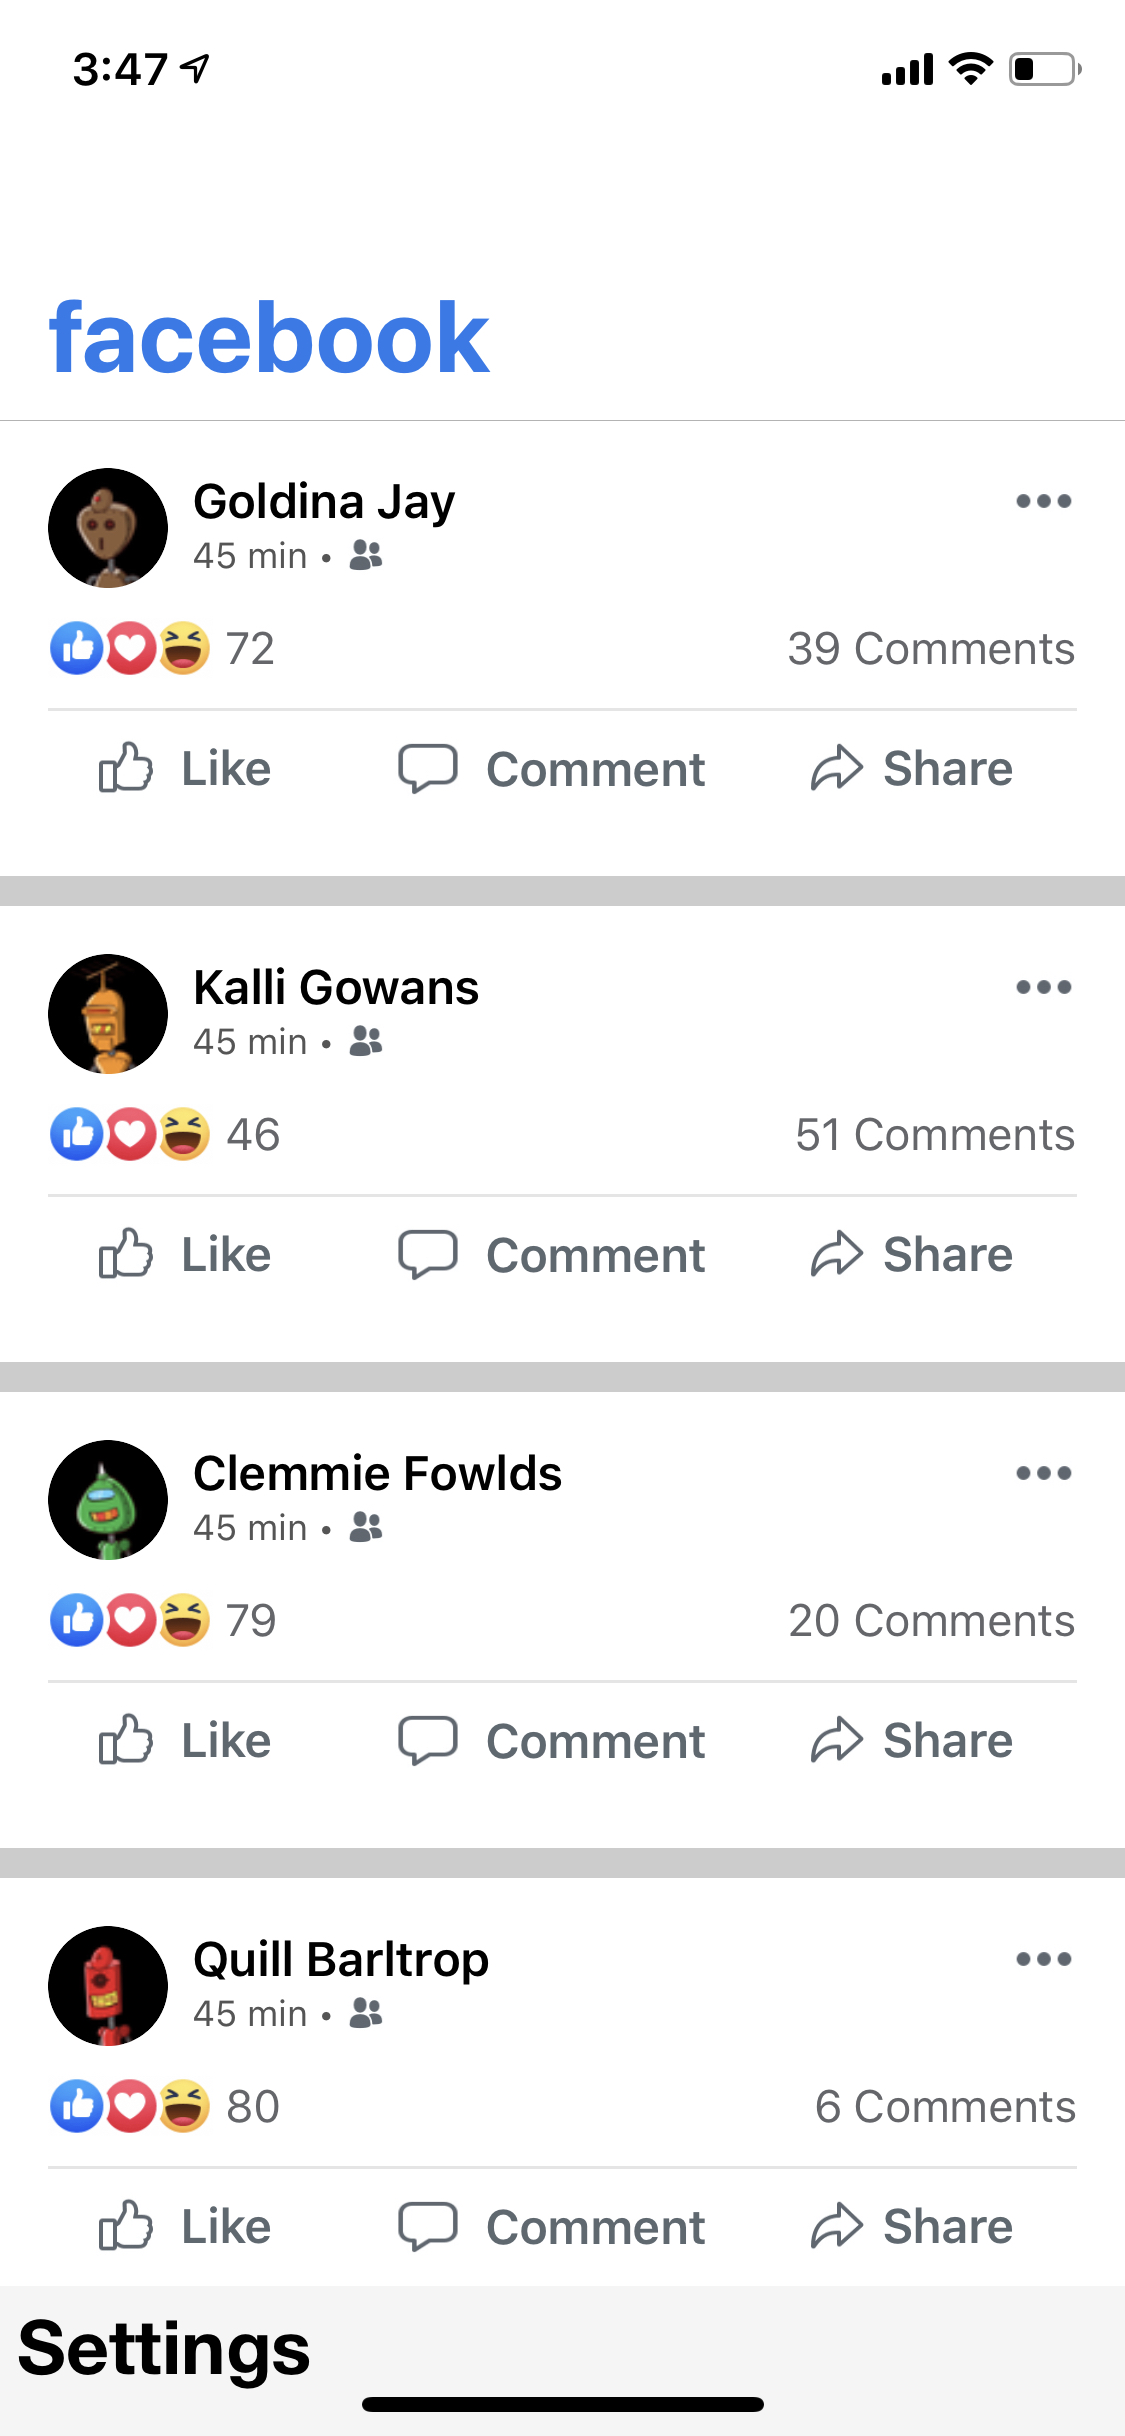 3:47
facebook
Goldina Jay
45 min •
72 39 Comments
Like Comment Share
Kalli Gowans
45 min •
46 51 Comments
Like Comment Share
Clemmie Fowlds
45 min •
79 20 Comments
Like Comment Share
Quill Barltrop
45 min •
80 6 Comments
Like Comment Share
Settings